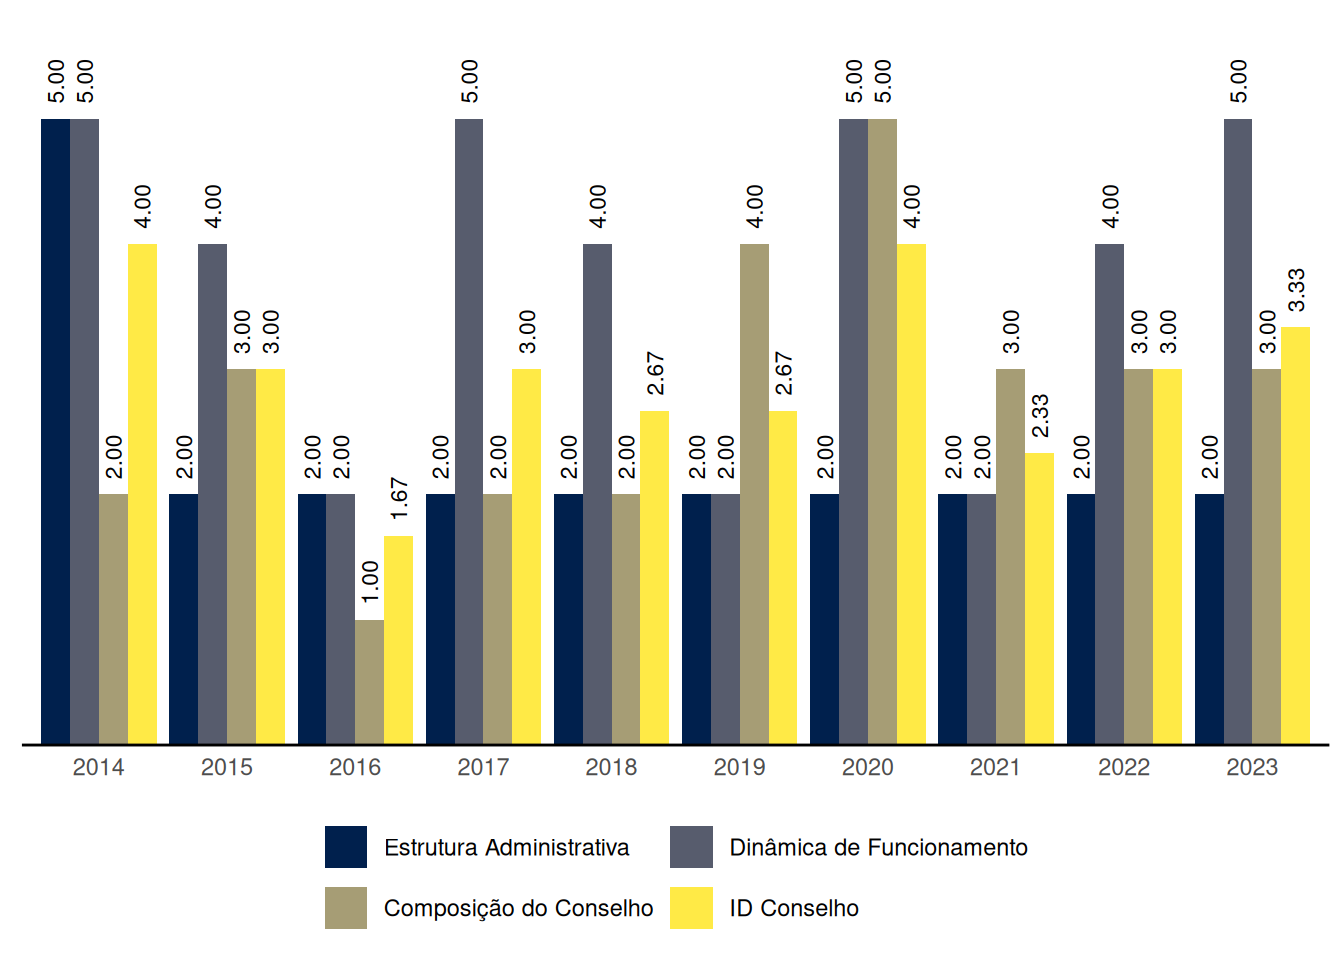 5.00 5.00 2.00 4.00
2.00 4.00 3.00 3.00
2.00 2.00 1.00 1.67
2.00 5.00 2.00 3.00
2.00 4.00 2.00 2.67
2.00 2.00 4.00 2.67
2.00 5.00 5.00 4.00
2.00 2.00 3.00 2.33
2.00 4.00 3.00 3.00
2.00 5.00 3.00 3.33
2014 2015 2016 2017 2018 2019 2020 2021 2022 2023
Estrutura Administrativa Dinâmica de Funcionamento
Composição do Conselho ID Conselho